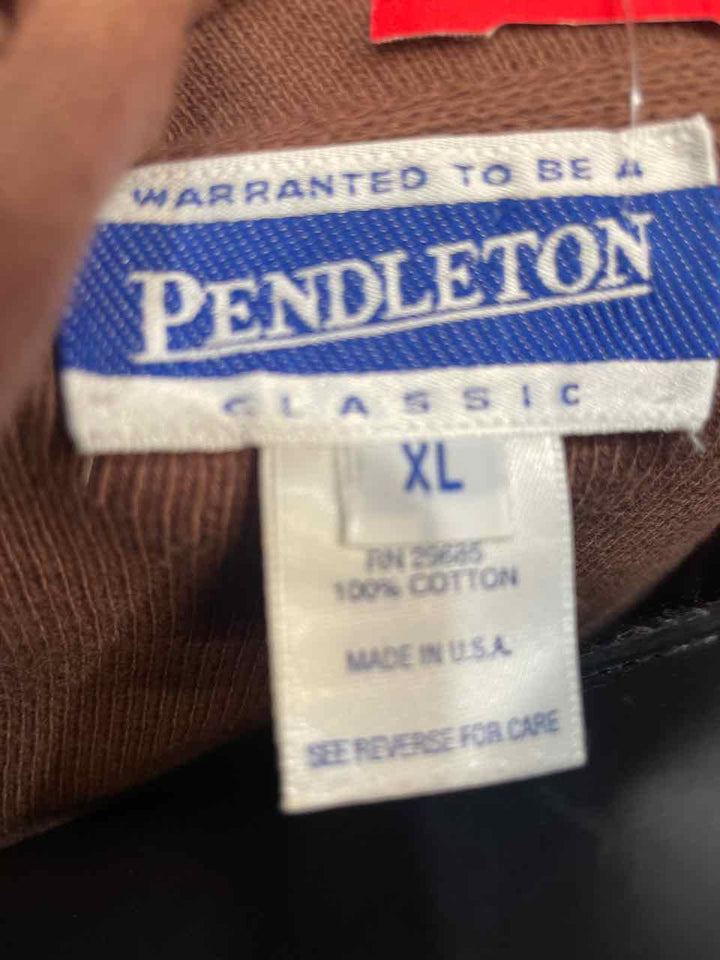 WARRANTED TO BE A
PENDLETON
CLASSIC
XL
RN 29685
100% COTTON
MADE IN U.S.A.
SEE REVERSE FOR CARE